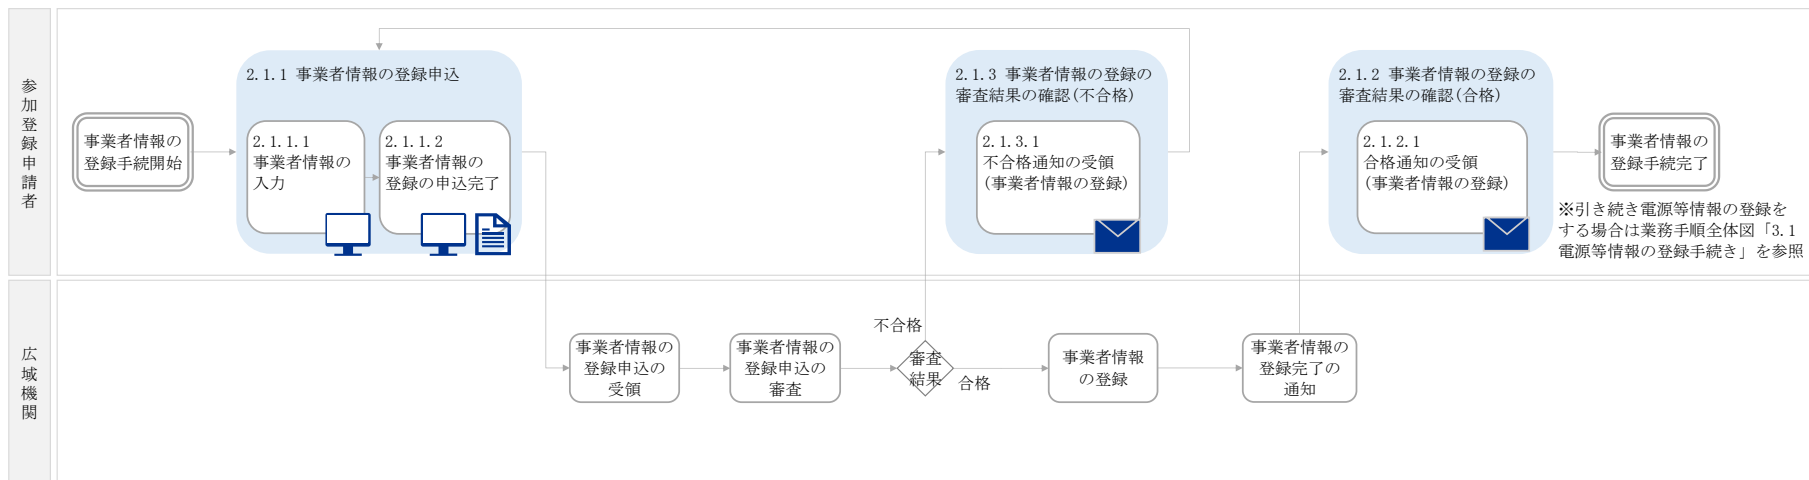 参加登録申請者
事業者情報の
登録手続開始
2.1.1 事業者情報の登録申込
2.1.1.1
事業者情報の
入力
2.1.1.2
事業者情報の
登録の申込完了
2.1.3 事業者情報の登録の
審査結果の確認(不合格)
2.1.3.1
不合格通知の受領
(事業者情報の登録)
2.1.2 事業者情報の登録の
審査結果の確認(合格)
2.1.2.1
合格通知の受領
(事業者情報の登録)
事業者情報の
登録手続完了
※引き続き電源等情報の登録を
する場合は業務手順全体図「3.1
電源等情報の登録手続き」を参照
広域機関
事業者情報の
登録申込の
受領
事業者情報の
登録申込の
審査
不合格
審査
結果
合格
事業者情報
の登録
事業者情報の
登録完了の
通知